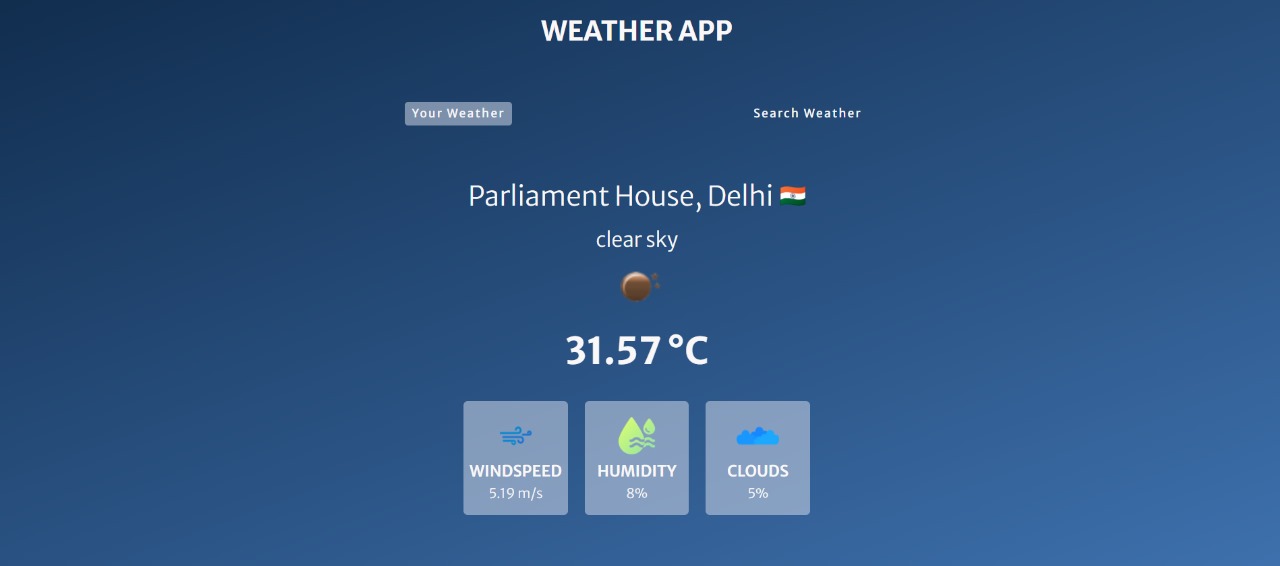 WEATHER APP
Your Weather
Search Weather
Parliament House, Delhi
clear sky
31.57 °C
WINDSPEED
5.19 m/s
HUMIDITY
8%
CLOUDS
5%